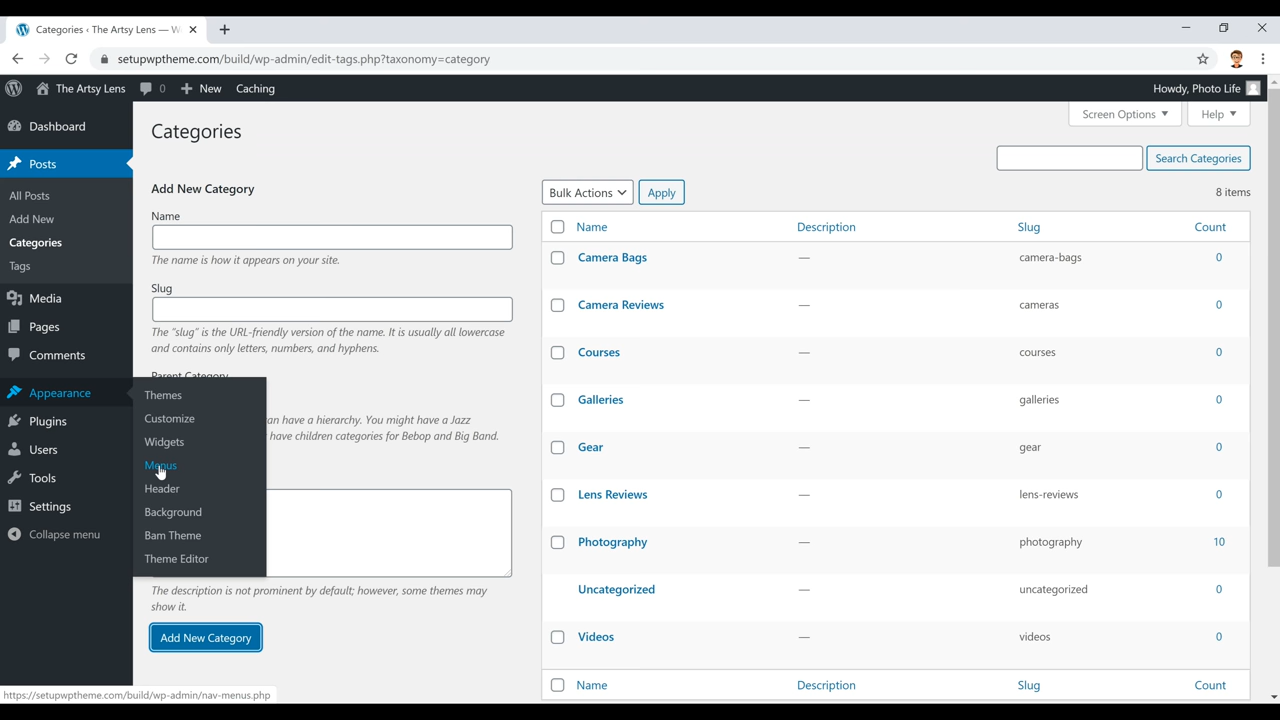 Categories ‹ The Artsy Lens — W
setupwptheme.com/build/wp-admin/edit-tags.php?taxonomy=category
The Artsy Lens 0 New Caching Howdy, Photo Life
Dashboard
Posts
All Posts
Add New
Categories
Tags
Media
Pages
Comments
Appearance
Plugins
Users
Tools
Settings
Collapse menu
Themes
Customize
Widgets
Menus
Header
Background
Bam Theme
Theme Editor
Categories
Screen Options Help
Search Categories
Add New Category
Name
The name is how it appears on your site.
Slug
The "slug" is the URL-friendly version of the name. It is usually all lowercase
and contains only letters, numbers, and hyphens.
Parent Category
can have a hierarchy. You might have a Jazz
have children categories for Bebop and Big Band.
The description is not prominent by default; however, some themes may
show it.
Add New Category
Bulk Actions Apply 8 items
Name Description Slug Count
Camera Bags — camera-bags 0
Camera Reviews — cameras 0
Courses — courses 0
Galleries — galleries 0
Gear — gear 0
Lens Reviews — lens-reviews 0
Photography — photography 10
Uncategorized — uncategorized 0
Videos — videos 0
Name Description Slug Count
https://setupwptheme.com/build/wp-admin/nav-menus.php